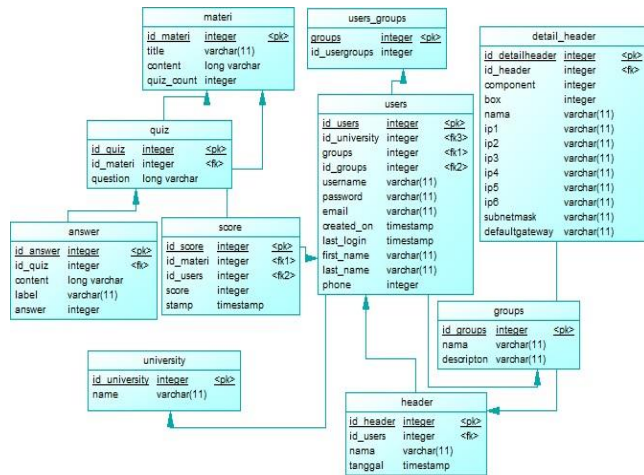 materi
id_materi integer <pk>
title varchar(11)
content long varchar
quiz_count integer
users_groups
groups integer <pk>
id_usergroups integer
detail_header
id_detailheader integer <pk>
id_header integer <fk>
component integer
box integer
nama varchar(11)
ip1 varchar(11)
ip2 varchar(11)
ip3 varchar(11)
ip4 varchar(11)
ip5 varchar(11)
ip6 varchar(11)
subnetmask varchar(11)
defaultgateway varchar(11)
quiz
id_quiz integer <pk>
id_materi integer <fk>
question long varchar
users
id_users integer <pk>
id_university integer <fk3>
groups integer <fk1>
id_groups integer <fk2>
username varchar(11)
password varchar(11)
email varchar(11)
created_on timestamp
last_login timestamp
first_name varchar(11)
last_name varchar(11)
phone integer
answer
id_answer integer <pk>
id_quiz integer <fk>
content long varchar
label varchar(11)
answer integer
score
id_score integer <pk>
id_materi integer <fk1>
id_users integer <fk2>
score integer
stamp timestamp
groups
id_groups integer <pk>
nama varchar(11)
descripton varchar(11)
university
id_university integer <pk>
name varchar(11)
header
id_header integer <pk>
id_users integer <fk>
nama varchar(11)
tanggal timestamp